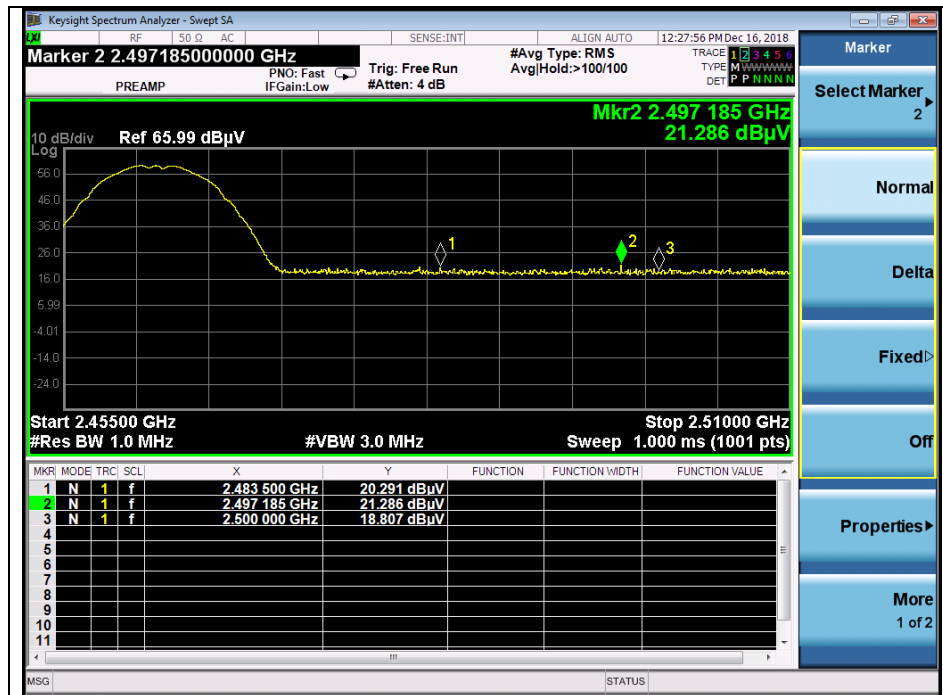 Keysight Spectrum Analyzer - Swept SA
LXI RF 50 Ω AC SENSE:INT ALIGN AUTO 12:27:56 PM Dec 16, 2018
Marker 2 2.497185000000 GHz
PREAMP
PNO: Fast
IFGain:Low
Trig: Free Run
#Atten: 4 dB
#Avg Type: RMS
Avg|Hold:>100/100
TRACE 1 2 3 4 5 6
TYPE M W W W W W
DET P P N N N N
Mkr2 2.497 185 GHz
21.286 dBµV
10 dB/div Ref 65.99 dBµV
Log
56.0
46.0
36.0
26.0
16.0
5.99
-4.01
-14.0
-24.0
1
2
3
Start 2.45500 GHz Stop 2.51000 GHz
#Res BW 1.0 MHz #VBW 3.0 MHz Sweep 1.000 ms (1001 pts)
MKR MODE TRC SCL X Y FUNCTION FUNCTION WIDTH FUNCTION VALUE
1 N 1 f 2.483 500 GHz 20.291 dBµV
2 N 1 f 2.497 185 GHz 21.286 dBµV
3 N 1 f 2.500 000 GHz 18.807 dBµV
4
5
6
7
8
9
10
11
MSG STATUS
Marker
Select Marker
2
Normal
Delta
Fixed
Off
Properties
More
1 of 2